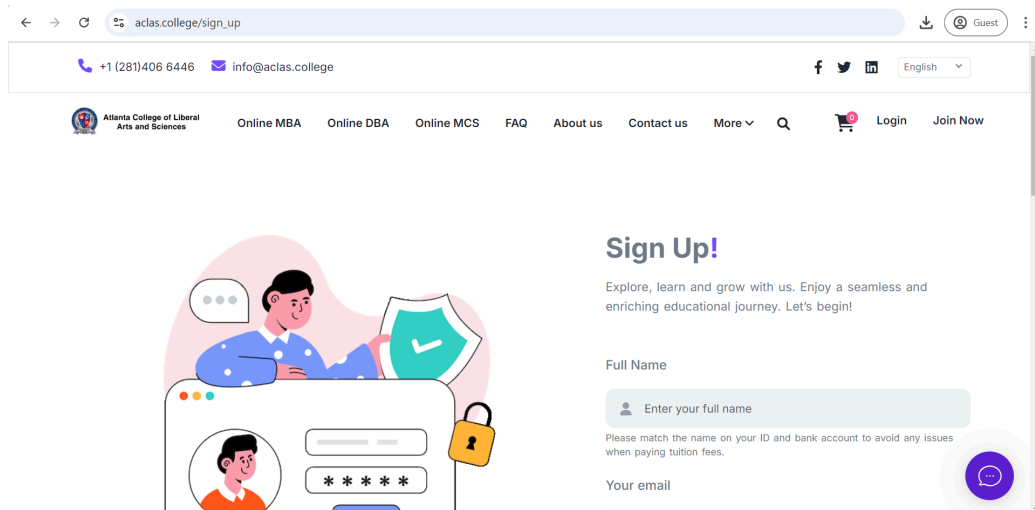 aclas.college/sign_up
Guest
+1 (281)406 6446
info@aclas.college
English
Atlanta College of Liberal
Arts and Sciences
Online MBA
Online DBA
Online MCS
FAQ
About us
Contact us
More
0
Login
Join Now
Sign Up!
Explore, learn and grow with us. Enjoy a seamless and
enriching educational journey. Let's begin!
Full Name
Enter your full name
Please match the name on your ID and bank account to avoid any issues
when paying tuition fees.
Your email
*****